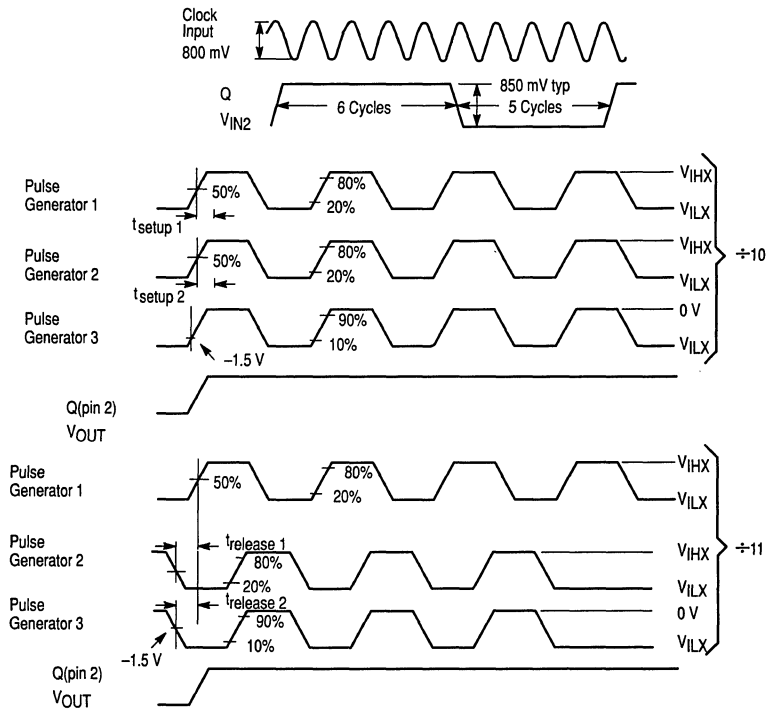 Clock
Input
800 mV
Q
VIN2
6 Cycles
850 mV typ
5 Cycles
Pulse
Generator 1
50%
80%
20%
VIHX
VILX
tsetup 1
Pulse
Generator 2
50%
80%
20%
VIHX
VILX
÷10
tsetup 2
Pulse
Generator 3
90%
10%
0 V
VILX
–1.5 V
Q(pin 2)
VOUT
Pulse
Generator 1
50%
80%
20%
VIHX
VILX
Pulse
Generator 2
trelease 1
80%
20%
VIHX
VILX
÷11
Pulse
Generator 3
trelease 2
90%
10%
0 V
VILX
–1.5 V
Q(pin 2)
VOUT